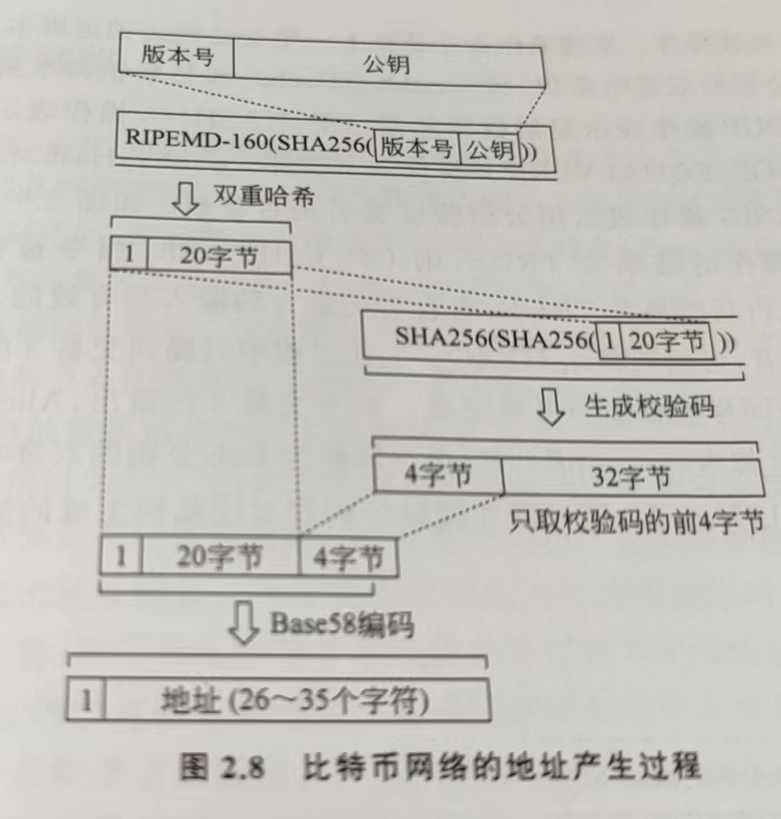 版本号 公钥
RIPEMD-160(SHA256(版本号 公钥))
双重哈希
1 20字节
SHA256(SHA256(1 20字节))
生成校验码
4字节 32字节
只取校验码的前4字节
1 20字节 4字节
Base58编码
1 地址(26～35个字符)
图 2.8 比特币网络的地址产生过程